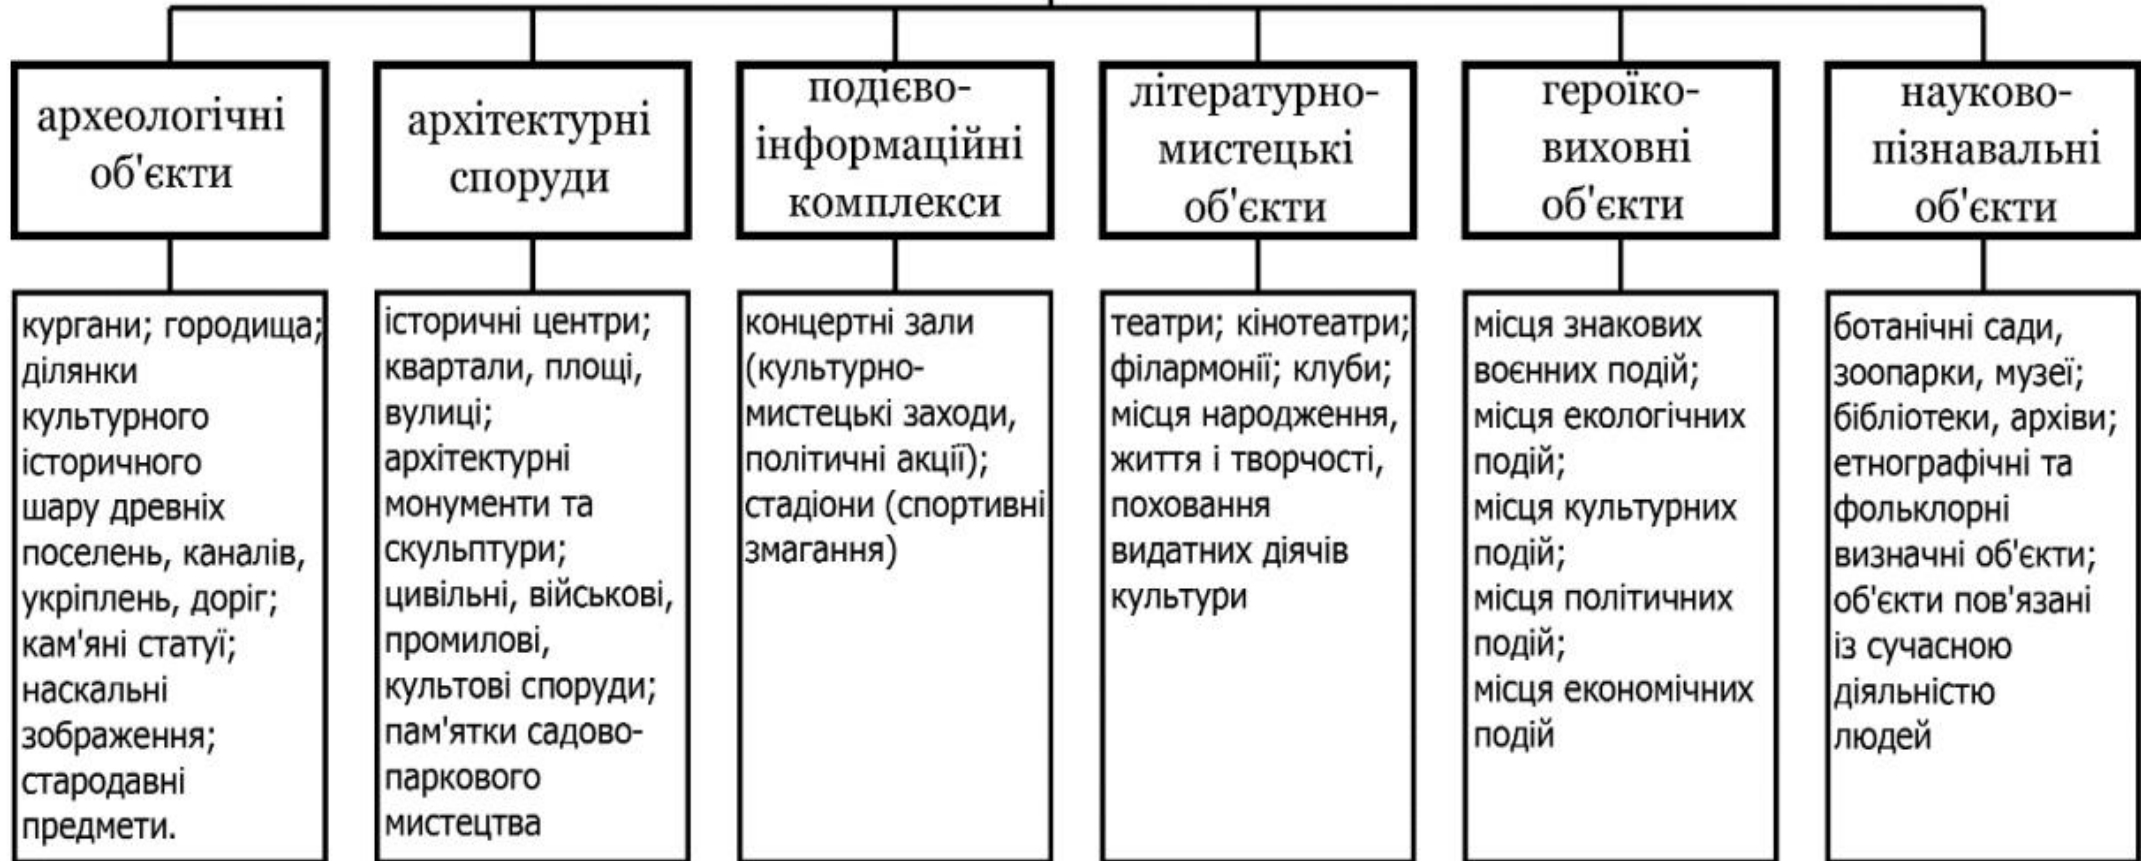 археологічні
об'єкти
архітектурні
споруди
подієво-
інформаційні
комплекси
літературно-
мистецькі
об'єкти
героїко-
виховні
об'єкти
науково-
пізнавальні
об'єкти
кургани; городища;
ділянки
культурного
історичного
шару древніх
поселень, каналів,
укріплень, доріг;
кам'яні статуї;
наскальні
зображення;
стародавні
предмети.
історичні центри;
квартали, площі,
вулиці;
архітектурні
монументи та
скульптури;
цивільні, військові,
промилові,
культові споруди;
пам'ятки садово-
паркового
мистецтва
концертні зали
(культурно-
мистецькі заходи,
політичні акції);
стадіони (спортивні
змагання)
театри; кінотеатри;
філармонії; клуби;
місця народження,
життя і творчості,
поховання
видатних діячів
культури
місця знакових
воєнних подій;
місця екологічних
подій;
місця культурних
подій;
місця політичних
подій;
місця економічних
подій
ботанічні сади,
зоопарки, музеї;
бібліотеки, архіви;
етнографічні та
фольклорні
визначні об'єкти;
об'єкти пов'язані
із сучасною
діяльністю
людей